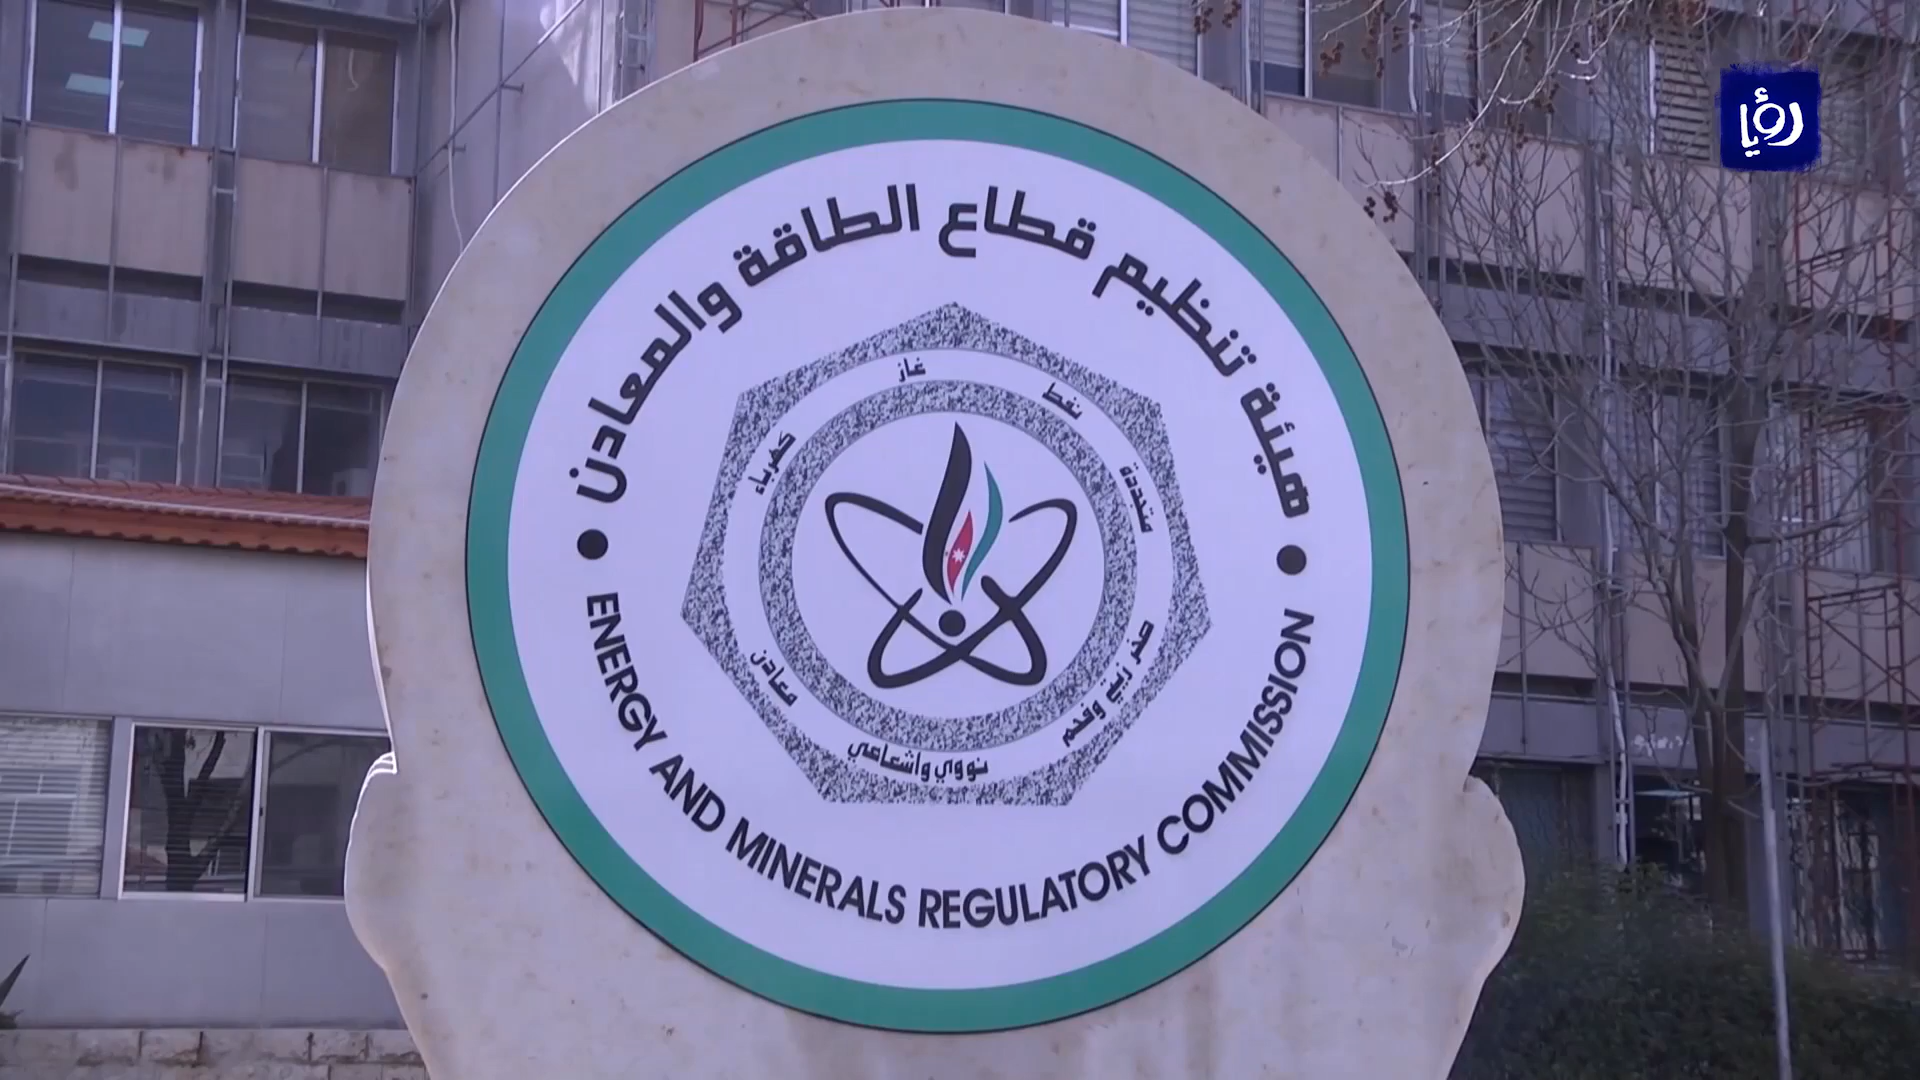 رؤيا
هيئة تنظيم قطاع الطاقة والمعادن
غاز
نفط
متجددة
صخر زيتي وفحم
نووي وإشعاعي
معادن
كهرباء
ENERGY AND MINERALS REGULATORY COMMISSION